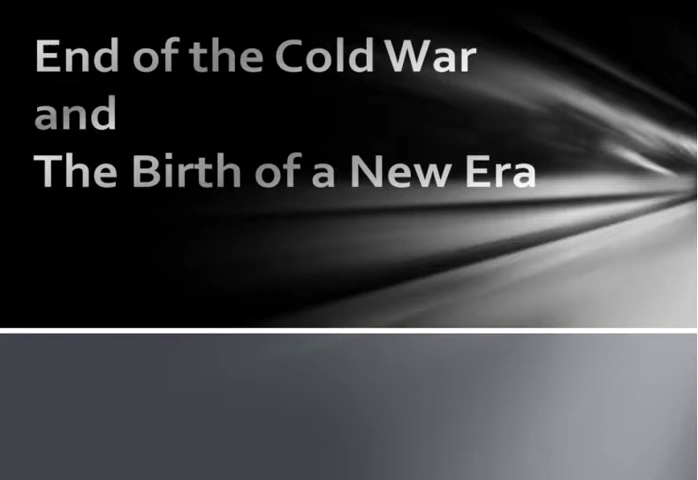 End of the Cold War
and
The Birth of a New Era